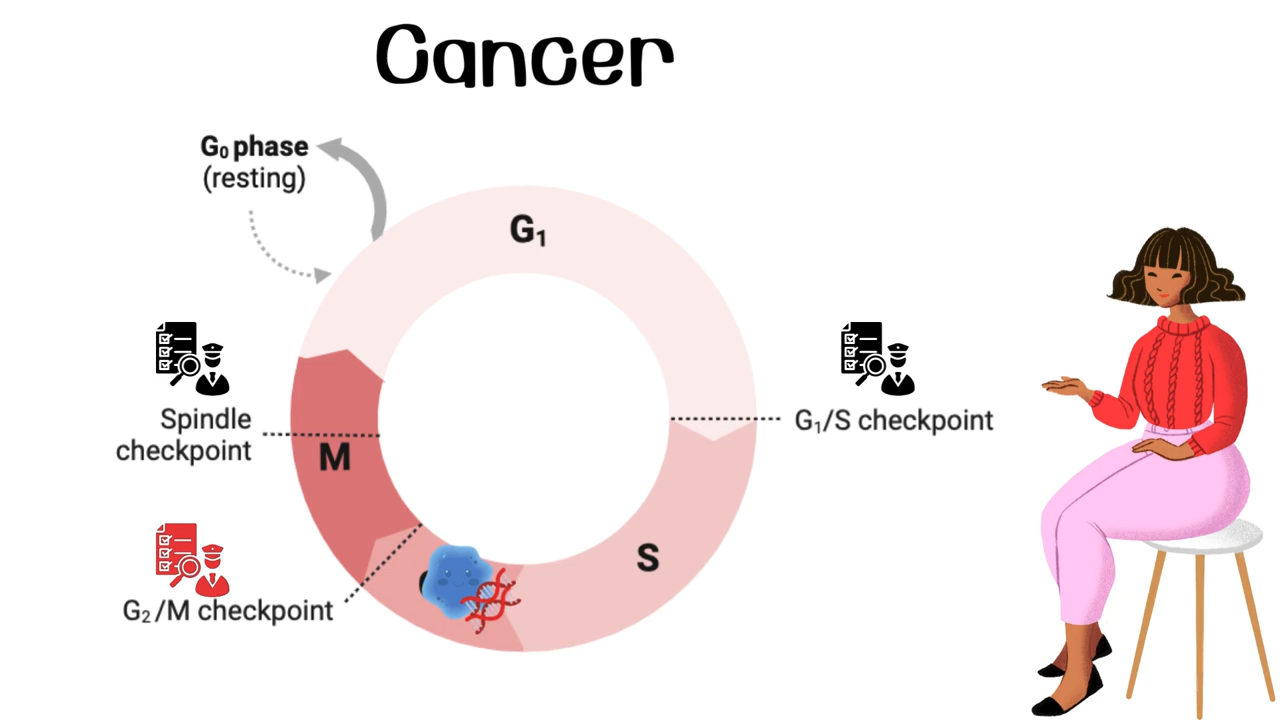 Cancer
G₀ phase
(resting)
G₁
Spindle
checkpoint
M
G₁/S checkpoint
S
G₂/M checkpoint